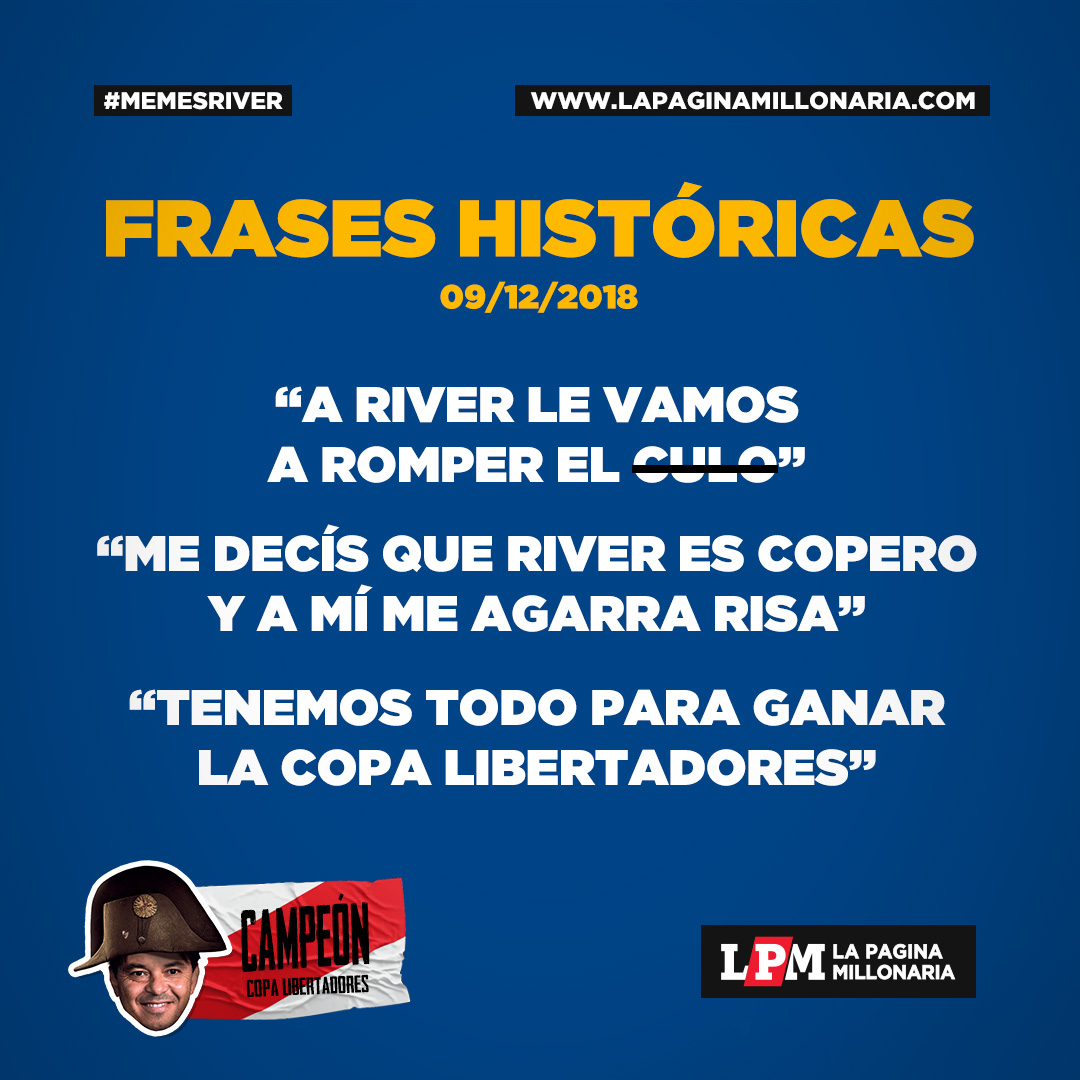 #MEMESRIVER
WWW.LAPAGINAMILLONARIA.COM
FRASES HISTÓRICAS
09/12/2018
“A RIVER LE VAMOS
A ROMPER EL CULO”
“ME DECÍS QUE RIVER ES COPERO
Y A MÍ ME AGARRA RISA”
“TENEMOS TODO PARA GANAR
LA COPA LIBERTADORES”
CAMPEÓN
COPA LIBERTADORES
LPM
LA PAGINA
MILLONARIA